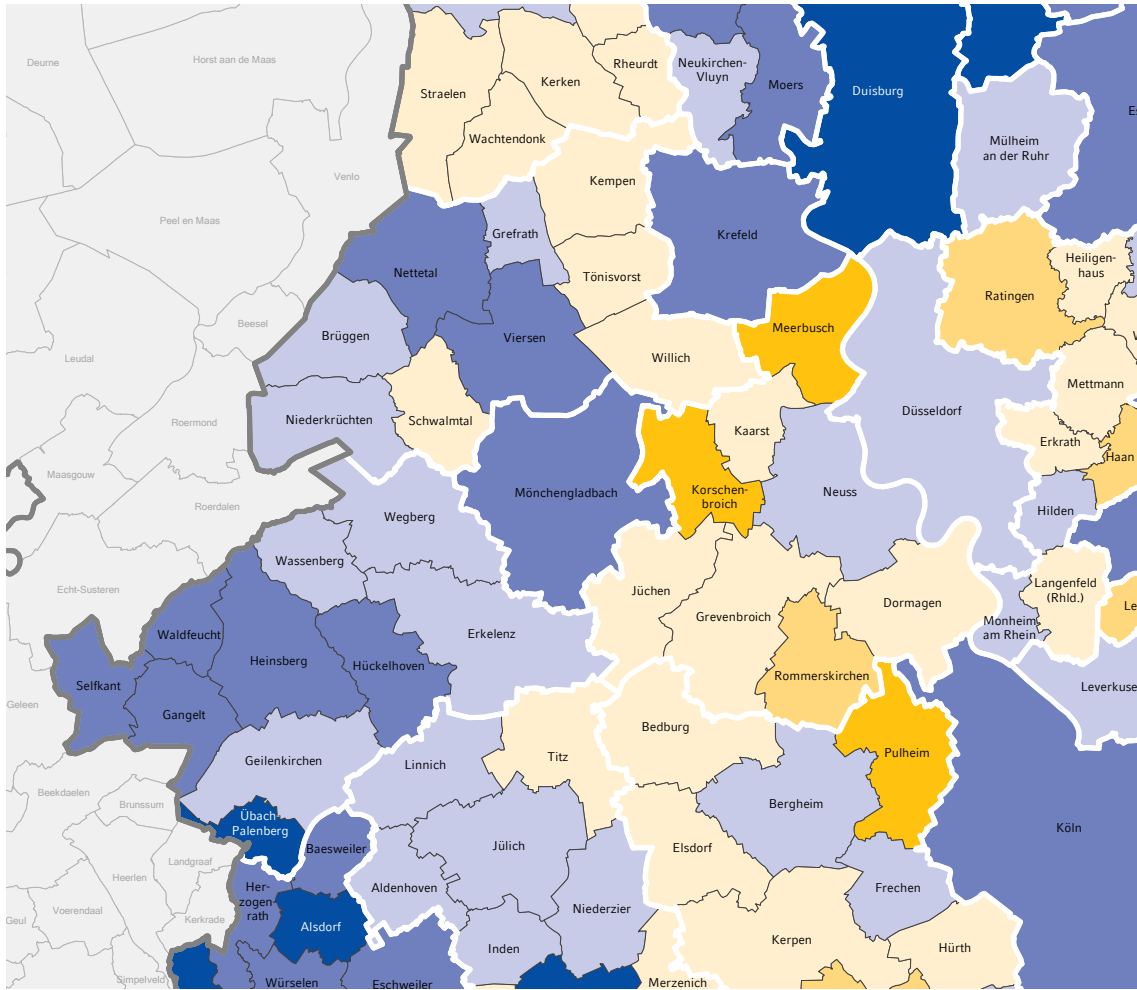 Deurne
Horst aan de Maas
Straelen
Kerken
Rheurdt
Neukirchen-
Vluyn
Moers
Duisburg
Es
Mülheim
an der Ruhr
Wachtendonk
Venlo
Kempen
Peel en Maas
Grefrath
Krefeld
Nettetal
Tönisvorst
Heiligen-
haus
Ratingen
Beesel
Brüggen
Viersen
Meerbusch
Leudal
Willich
Mettmann
Niederkrüchten
Schwalmtal
Roermond
Kaarst
Düsseldorf
Erkrath
Haan
Maasgouw
Mönchengladbach
Korschen-
broich
Neuss
Roerdalen
Wegberg
Hilden
Wassenberg
Echt-Susteren
Jüchen
Dormagen
Langenfeld
(Rhld.)
Le
Grevenbroich
Monheim
am Rhein
Waldfeucht
Erkelenz
Heinsberg
Hückelhoven
Rommerskirchen
Selfkant
Leverkuse
Geleen
Gangelt
Bedburg
Geilenkirchen
Linnich
Titz
Pulheim
Beekdaelen
Brunssum
Bergheim
Übach-
Palenberg
Köln
Baesweiler
Jülich
Elsdorf
Landgraaf
Heerlen
Her-
zogen-
rath
Aldenhoven
Frechen
Voerendaal
Geul
Kerkrade
Alsdorf
Niederzier
Kerpen
Inden
Hürth
Simpelveld
Würselen
Eschweiler
Merzenich